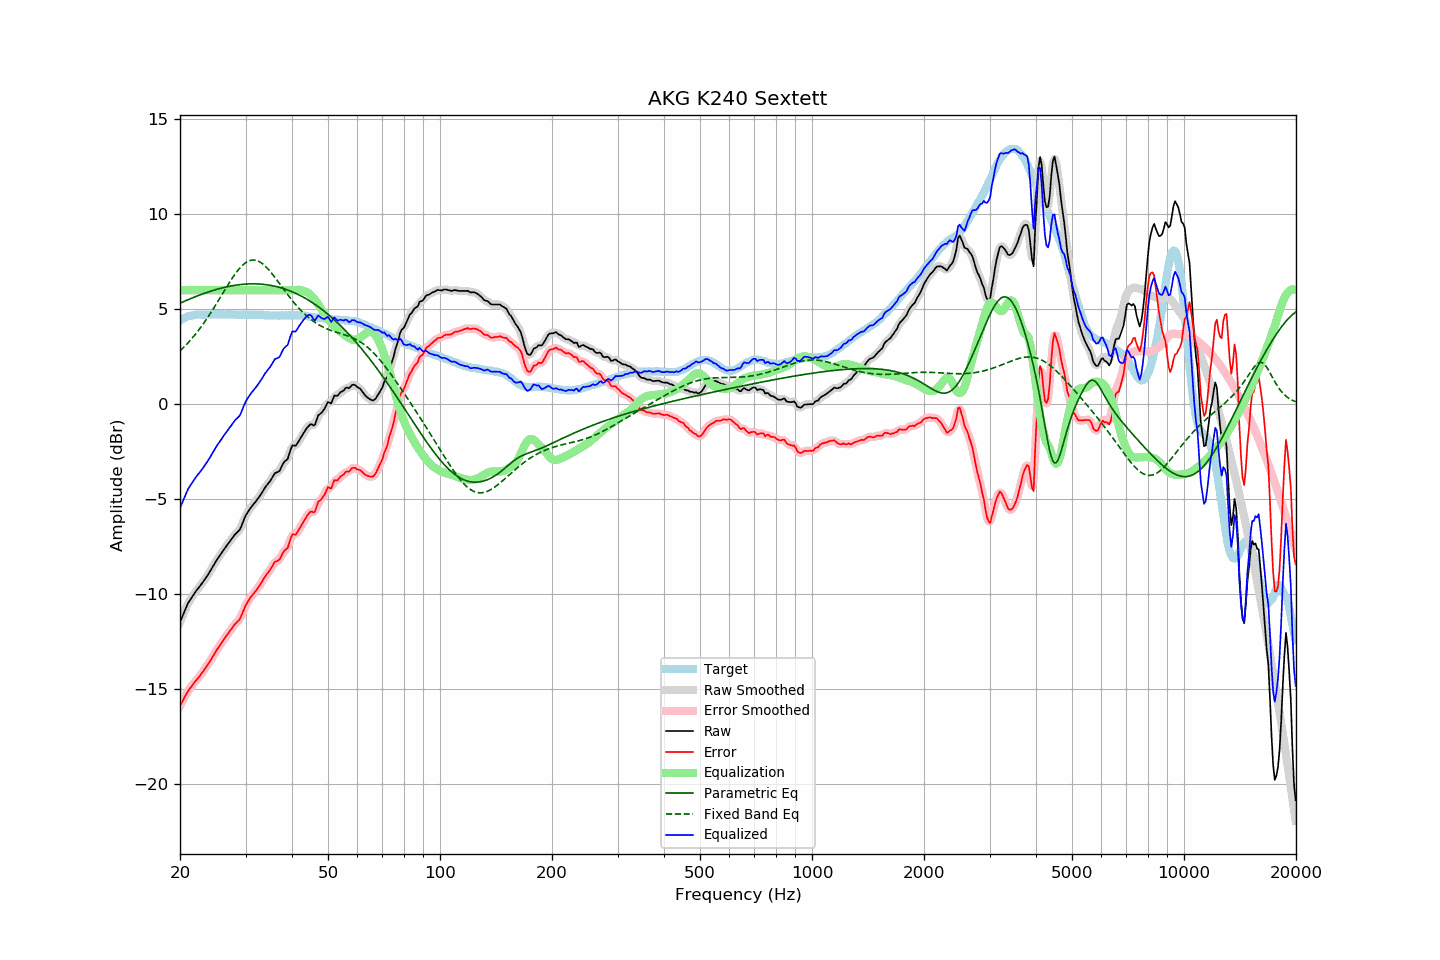 AKG K240 Sextett
15
10
5
0
−5
−10
−15
−20
Amplitude (dBr)
Target
Raw Smoothed
Error Smoothed
Raw
Error
Equalization
Parametric Eq
Fixed Band Eq
Equalized
20 50 100 200 500 1000 2000 5000 10000 20000
Frequency (Hz)